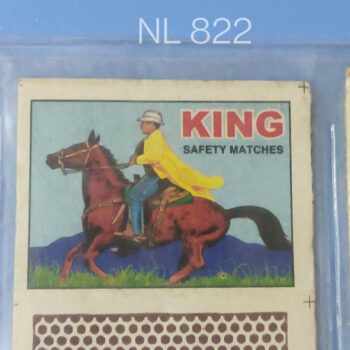 NL 822
KING
SAFETY MATCHES